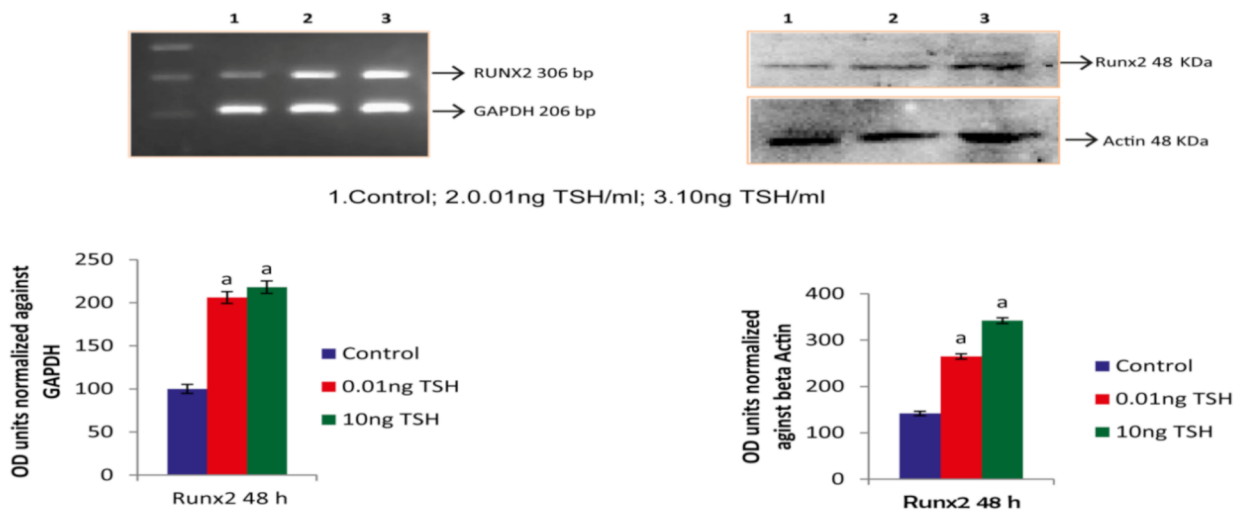 1 2 3
RUNX2 306 bp
GAPDH 206 bp
1 2 3
Runx2 48 KDa
Actin 48 KDa
1.Control; 2.0.01ng TSH/ml; 3.10ng TSH/ml
OD units normalized against
GAPDH
250
200
150
100
50
0
a
a
Runx2 48 h
Control
0.01ng TSH
10ng TSH
OD units normalized
aginst beta Actin
400
300
200
100
0
a
a
Runx2 48 h
Control
0.01ng TSH
10ng TSH